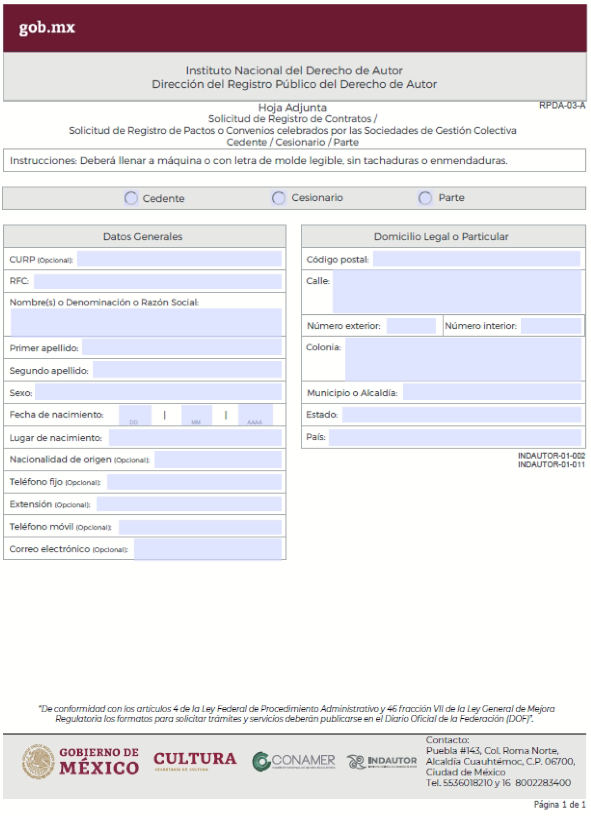 gob.mx
Instituto Nacional del Derecho de Autor
Dirección del Registro Público del Derecho de Autor
RPDA-03-A
Hoja Adjunta
Solicitud de Registro de Contratos /
Solicitud de Registro de Pactos o Convenios celebrados por las Sociedades de Gestión Colectiva
Cedente / Cesionario / Parte
Instrucciones: Deberá llenar a máquina o con letra de molde legible, sin tachaduras o enmendaduras.
Cedente Cesionario Parte
Datos Generales
CURP (Opcional):
RFC:
Nombre(s) o Denominación o Razón Social:
Primer apellido:
Segundo apellido:
Sexo:
Fecha de nacimiento: DD | MM | AAAA
Lugar de nacimiento:
Nacionalidad de origen (Opcional):
Teléfono fijo (Opcional):
Extensión (Opcional):
Teléfono móvil (Opcional):
Correo electrónico (Opcional):
Domicilio Legal o Particular
Código postal:
Calle:
Número exterior: Número interior:
Colonia:
Municipio o Alcaldía:
Estado:
País:
INDAUTOR-01-002
INDAUTOR-01-011
"De conformidad con los artículos 4 de la Ley Federal de Procedimiento Administrativo y 46 fracción VII de la Ley General de Mejora
Regulatoria los formatos para solicitar trámites y servicios deberán publicarse en el Diario Oficial de la Federación (DOF)".
GOBIERNO DE
MÉXICO
CULTURA
SECRETARÍA DE CULTURA
CONAMER
INDAUTOR
Contacto:
Puebla #143, Col. Roma Norte,
Alcaldía Cuauhtémoc, C.P. 06700,
Ciudad de México
Tel. 5536018210 y 16 8002283400
Página 1 de 1